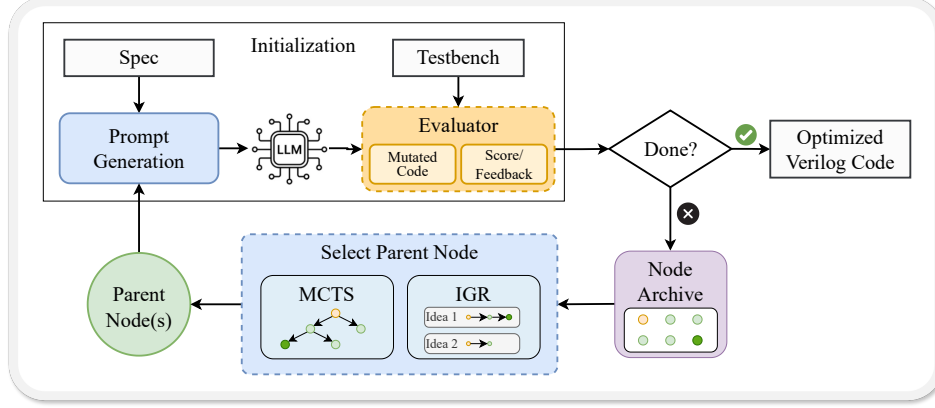 Initialization
Spec
Testbench
Prompt
Generation
LLM
Evaluator
Mutated
Code
Score/
Feedback
Done?
Optimized
Verilog Code
Select Parent Node
MCTS
IGR
Idea 1
Idea 2
Parent
Node(s)
Node
Archive